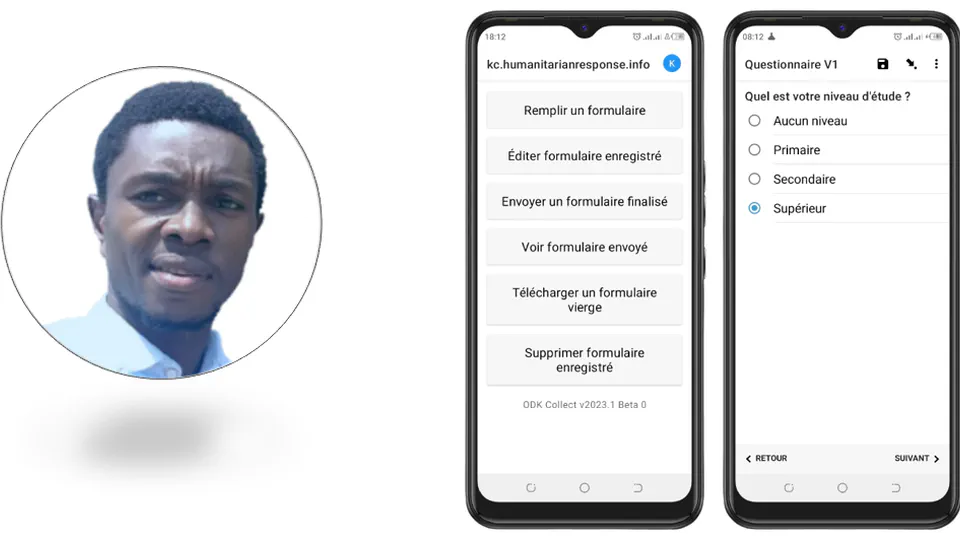 18:12
kc.humanitarianresponse.info
K
Remplir un formulaire
Éditer formulaire enregistré
Envoyer un formulaire finalisé
Voir formulaire envoyé
Télécharger un formulaire
vierge
Supprimer formulaire
enregistré
ODK Collect v2023.1 Beta 0
08:12
Questionnaire V1
Quel est votre niveau d'étude ?
Aucun niveau
Primaire
Secondaire
Supérieur
RETOUR
SUIVANT